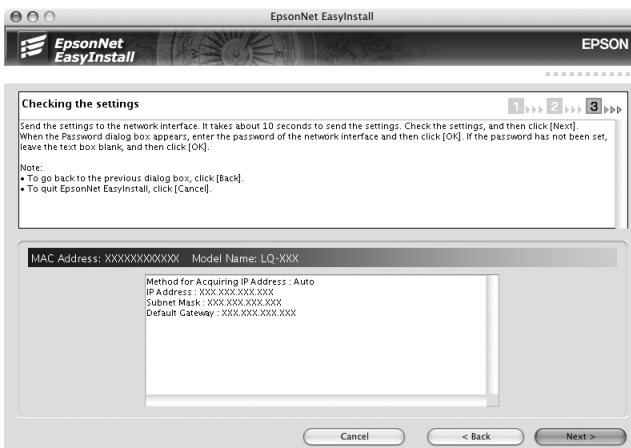 EpsonNet EasyInstall
EpsonNet
EasyInstall
EPSON
Checking the settings
1 2 3
Send the settings to the network interface. It takes about 10 seconds to send the settings. Check the settings, and then click [Next].
When the Password dialog box appears, enter the password of the network interface and then click [OK]. If the password has not been set,
leave the text box blank, and then click [OK].
Note:
• To go back to the previous dialog box, click [Back].
• To quit EpsonNet EasyInstall, click [Cancel].
MAC Address: XXXXXXXXXXXX Model Name: LQ-XXX
Method for Acquiring IP Address : Auto
IP Address : XXX.XXX.XXX.XXX
Subnet Mask : XXX.XXX.XXX.XXX
Default Gateway : XXX.XXX.XXX.XXX
Cancel < Back Next >